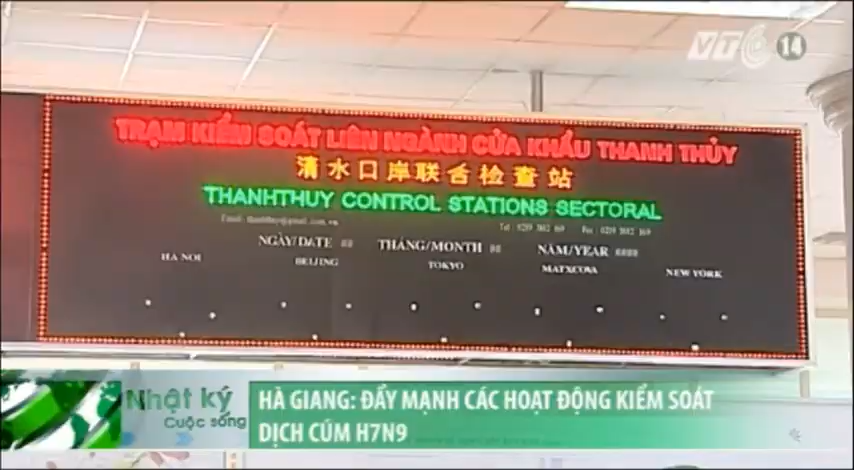 VTC 14
TRẠM KIỂM SOÁT LIÊN NGÀNH CỬA KHẨU THANH THỦY
清水口岸联合检查站
THANHTHUY CONTROL STATIONS SECTORAL
NGÀY/DATE THÁNG/MONTH NĂM/YEAR
HA NOI BEIJING TOKYO MATXCOVA NEW YORK
Nhật ký
Cuộc sống
HÀ GIANG: ĐẨY MẠNH CÁC HOẠT ĐỘNG KIỂM SOÁT
DỊCH CÚM H7N9